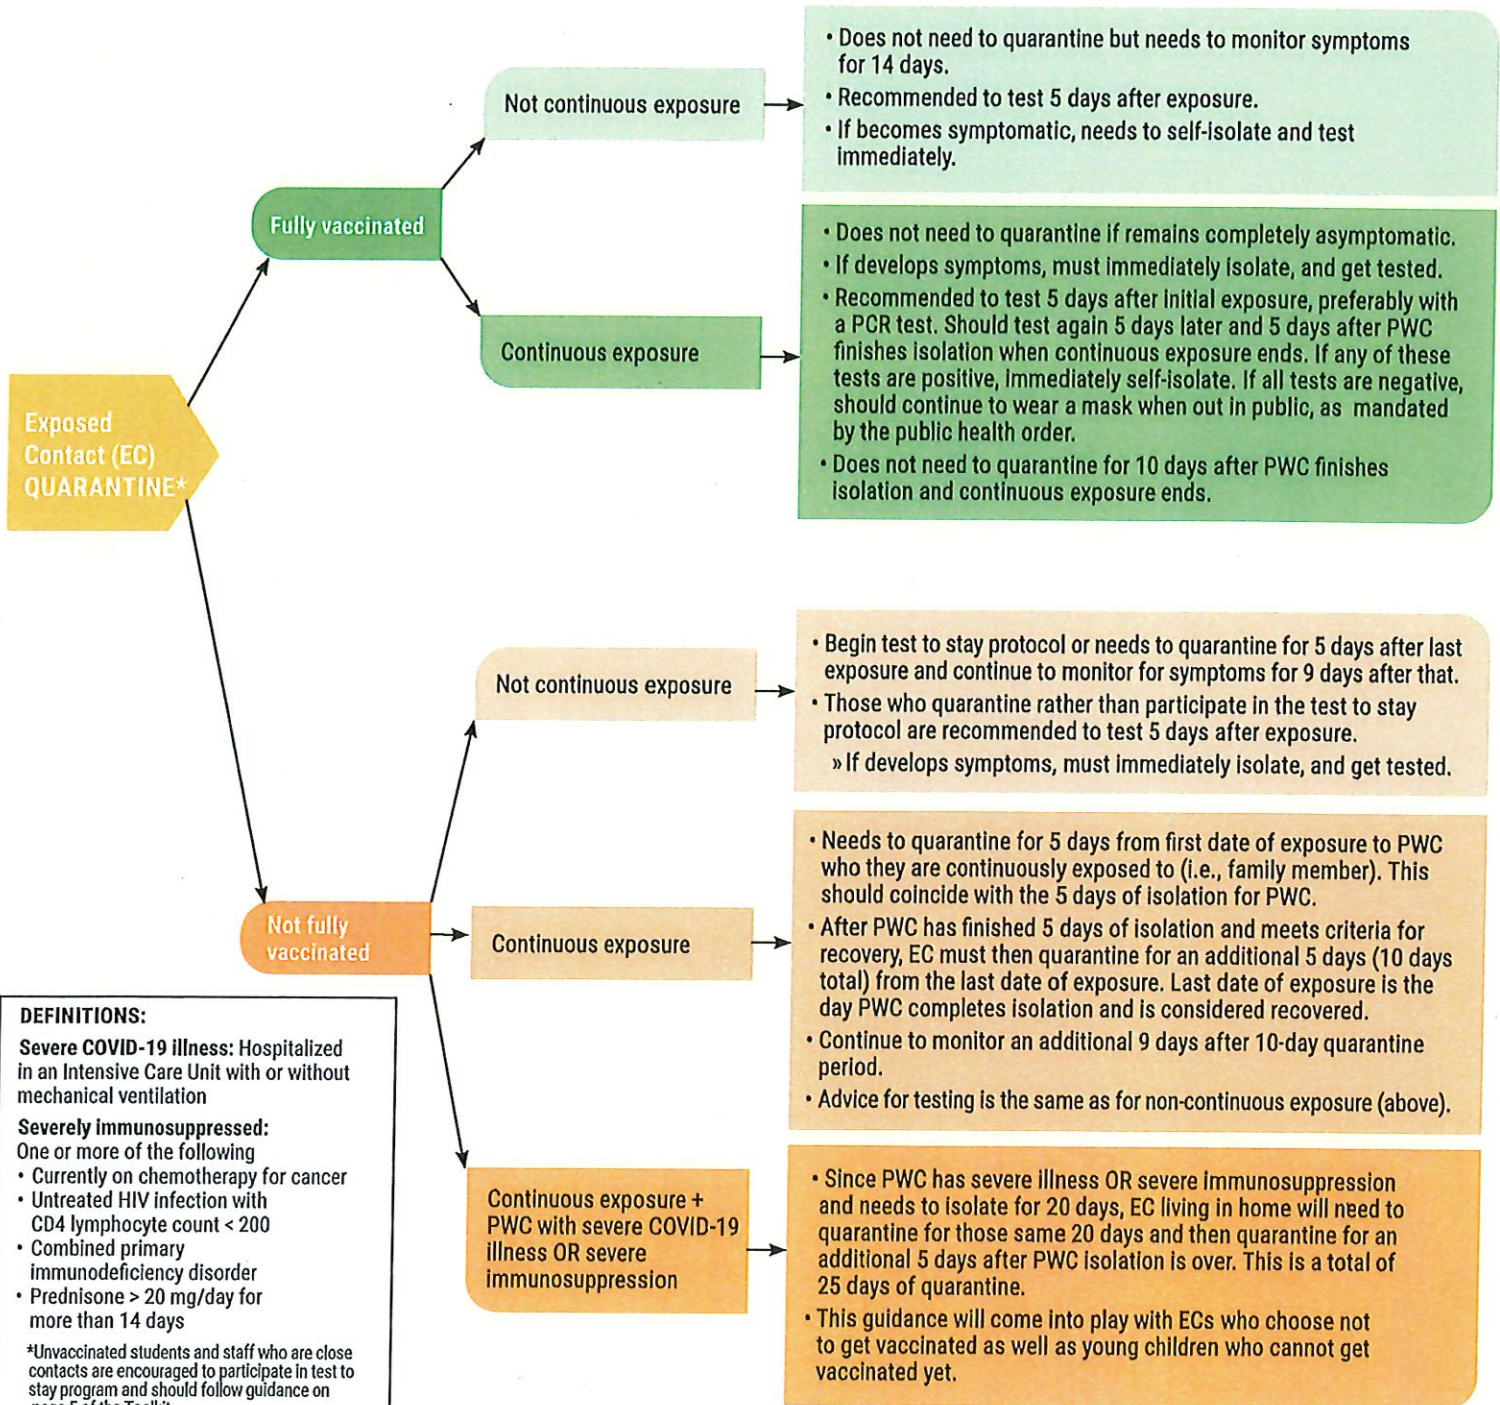 Exposed
Contact (EC)
QUARANTINE*
Fully vaccinated
Not continuous exposure
• Does not need to quarantine but needs to monitor symptoms
for 14 days.
• Recommended to test 5 days after exposure.
• If becomes symptomatic, needs to self-isolate and test
immediately.
Continuous exposure
• Does not need to quarantine if remains completely asymptomatic.
• If develops symptoms, must immediately isolate, and get tested.
• Recommended to test 5 days after initial exposure, preferably with
a PCR test. Should test again 5 days later and 5 days after PWC
finishes isolation when continuous exposure ends. If any of these
tests are positive, immediately self-isolate. If all tests are negative,
should continue to wear a mask when out in public, as mandated
by the public health order.
• Does not need to quarantine for 10 days after PWC finishes
isolation and continuous exposure ends.
Not fully
vaccinated
Not continuous exposure
• Begin test to stay protocol or needs to quarantine for 5 days after last
exposure and continue to monitor for symptoms for 9 days after that.
• Those who quarantine rather than participate in the test to stay
protocol are recommended to test 5 days after exposure.
» If develops symptoms, must immediately isolate, and get tested.
Continuous exposure
• Needs to quarantine for 5 days from first date of exposure to PWC
who they are continuously exposed to (i.e., family member). This
should coincide with the 5 days of isolation for PWC.
• After PWC has finished 5 days of isolation and meets criteria for
recovery, EC must then quarantine for an additional 5 days (10 days
total) from the last date of exposure. Last date of exposure is the
day PWC completes isolation and is considered recovered.
• Continue to monitor an additional 9 days after 10-day quarantine
period.
• Advice for testing is the same as for non-continuous exposure (above).
Continuous exposure +
PWC with severe COVID-19
illness OR severe
immunosuppression
• Since PWC has severe illness OR severe immunosuppression
and needs to isolate for 20 days, EC living in home will need to
quarantine for those same 20 days and then quarantine for an
additional 5 days after PWC isolation is over. This is a total of
25 days of quarantine.
• This guidance will come into play with ECs who choose not
to get vaccinated as well as young children who cannot get
vaccinated yet.
DEFINITIONS:
Severe COVID-19 illness: Hospitalized
in an Intensive Care Unit with or without
mechanical ventilation
Severely immunosuppressed:
One or more of the following
• Currently on chemotherapy for cancer
• Untreated HIV infection with
CD4 lymphocyte count < 200
• Combined primary
immunodeficiency disorder
• Prednisone > 20 mg/day for
more than 14 days
*Unvaccinated students and staff who are close
contacts are encouraged to participate in test to
stay program and should follow guidance on
page 5 of the Toolkit